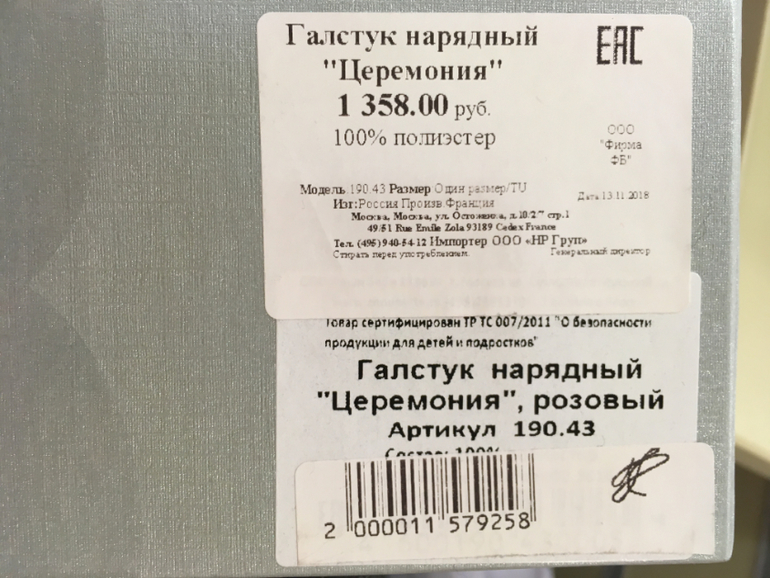 Галстук нарядный
"Церемония"
1 358.00 руб.
100% полиэстер
ЕАС
ООО
"Фирма
ФБ"
Модель 190.43 Размер Один размер/TU
Дата 13.11.2018
Изг:Россия Произв.Франция
Москва, Москва, ул. Остоженка, д.10/2 стр.1
49/51 Rue Emile Zola 93189 Cedex France
Тел. (495) 940-54-12 Импортер ООО «НР Груп»
Стирать перед употреблением.
Генеральный директор
Товар сертифицирован ТР ТС 007/2011 "О безопасности
продукции для детей и подростков"
Галстук нарядный
"Церемония", розовый
Артикул 190.43
Состав: 100%
2 000011 579258